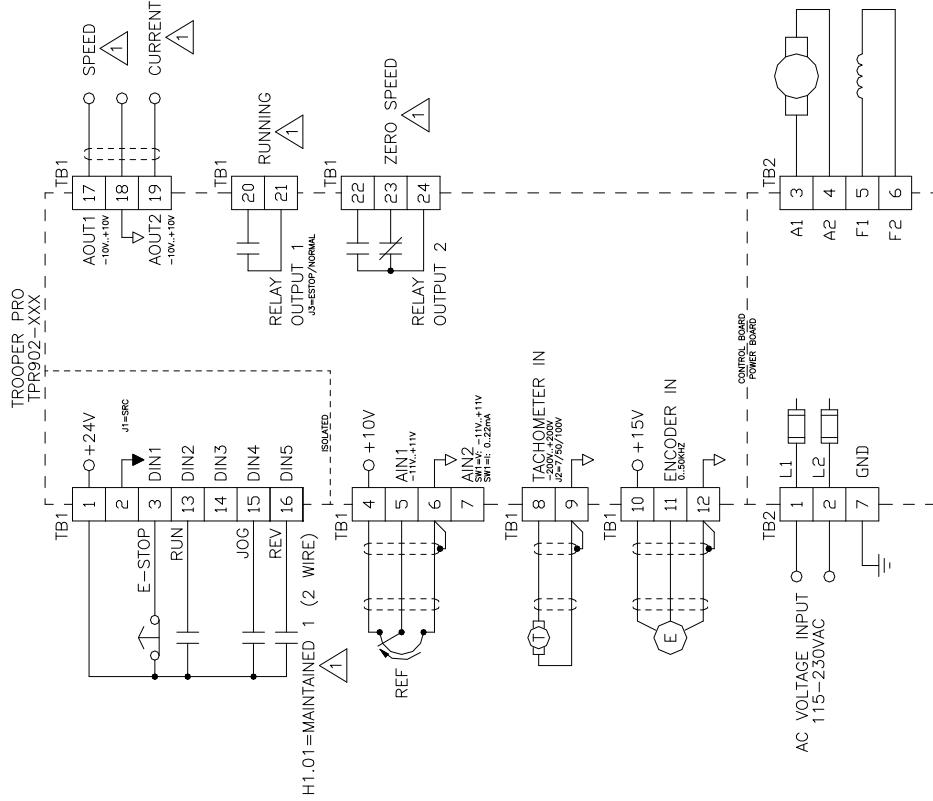 TROOPER PRO
TPR902-XXX
TB1
1
+24V
2
J1=SRC
3
DIN1
E-STOP
13
DIN2
RUN
14
DIN3
15
DIN4
JOG
16
DIN5
REV
H1.01=MAINTAINED 1 (2 WIRE)
1
ISOLATED
TB1
4
+10V
5
AIN1
-11V..+11V
6
7
AIN2
SW1=V: -11V..+11V
SW1=I: 0..22mA
REF
TB1
8
TACHOMETER IN
-200V..+200V
J2=7/50/100V
9
T
TB1
10
+15V
11
ENCODER IN
0..50KHZ
12
E
CONTROL BOARD
POWER BOARD
TB2
1
L1
2
L2
7
GND
AC VOLTAGE INPUT
115-230VAC
TB1
17
SPEED
AOUT1
-10V..+10V
18
1
19
CURRENT
AOUT2
-10V..+10V
1
TB1
20
RUNNING
21
1
RELAY
OUTPUT 1
J3=ESTOP/NORMAL
TB1
22
23
ZERO SPEED
24
1
RELAY
OUTPUT 2
TB2
3
A1
4
A2
5
F1
6
F2